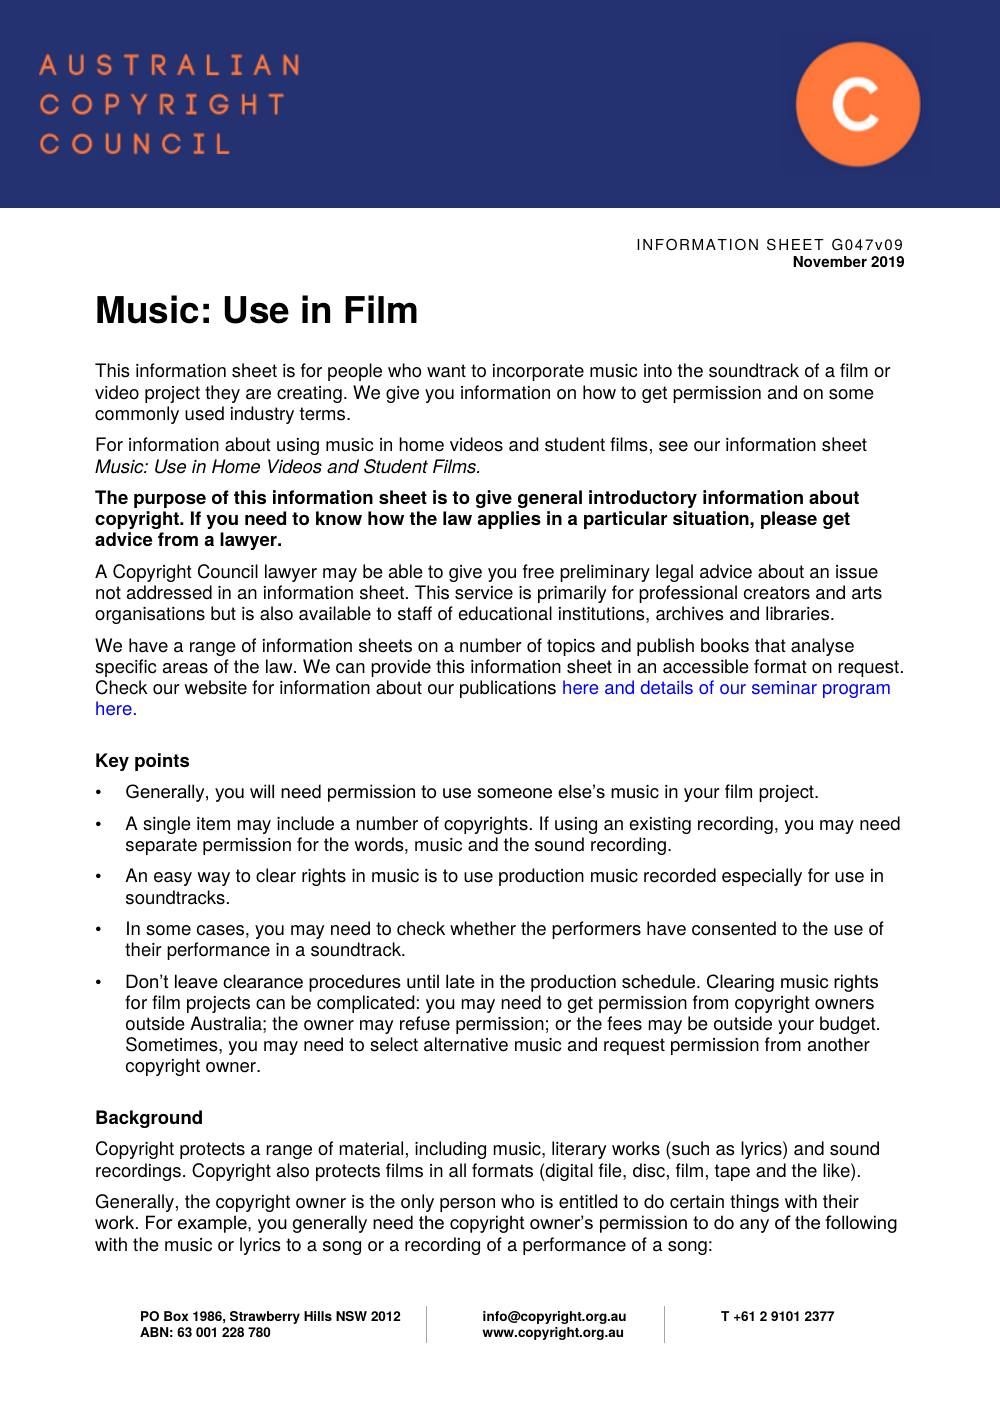 AUSTRALIAN
COPYRIGHT
COUNCIL
C
INFORMATION SHEET G047v09
November 2019
Music: Use in Film
This information sheet is for people who want to incorporate music into the soundtrack of a film or
video project they are creating. We give you information on how to get permission and on some
commonly used industry terms.
For information about using music in home videos and student films, see our information sheet
Music: Use in Home Videos and Student Films.
The purpose of this information sheet is to give general introductory information about
copyright. If you need to know how the law applies in a particular situation, please get
advice from a lawyer.
A Copyright Council lawyer may be able to give you free preliminary legal advice about an issue
not addressed in an information sheet. This service is primarily for professional creators and arts
organisations but is also available to staff of educational institutions, archives and libraries.
We have a range of information sheets on a number of topics and publish books that analyse
specific areas of the law. We can provide this information sheet in an accessible format on request.
Check our website for information about our publications here and details of our seminar program
here.
Key points
• Generally, you will need permission to use someone else’s music in your film project.
• A single item may include a number of copyrights. If using an existing recording, you may need
separate permission for the words, music and the sound recording.
• An easy way to clear rights in music is to use production music recorded especially for use in
soundtracks.
• In some cases, you may need to check whether the performers have consented to the use of
their performance in a soundtrack.
• Don’t leave clearance procedures until late in the production schedule. Clearing music rights
for film projects can be complicated: you may need to get permission from copyright owners
outside Australia; the owner may refuse permission; or the fees may be outside your budget.
Sometimes, you may need to select alternative music and request permission from another
copyright owner.
Background
Copyright protects a range of material, including music, literary works (such as lyrics) and sound
recordings. Copyright also protects films in all formats (digital file, disc, film, tape and the like).
Generally, the copyright owner is the only person who is entitled to do certain things with their
work. For example, you generally need the copyright owner’s permission to do any of the following
with the music or lyrics to a song or a recording of a performance of a song:
PO Box 1986, Strawberry Hills NSW 2012
ABN: 63 001 228 780
info@copyright.org.au
www.copyright.org.au
T +61 2 9101 2377